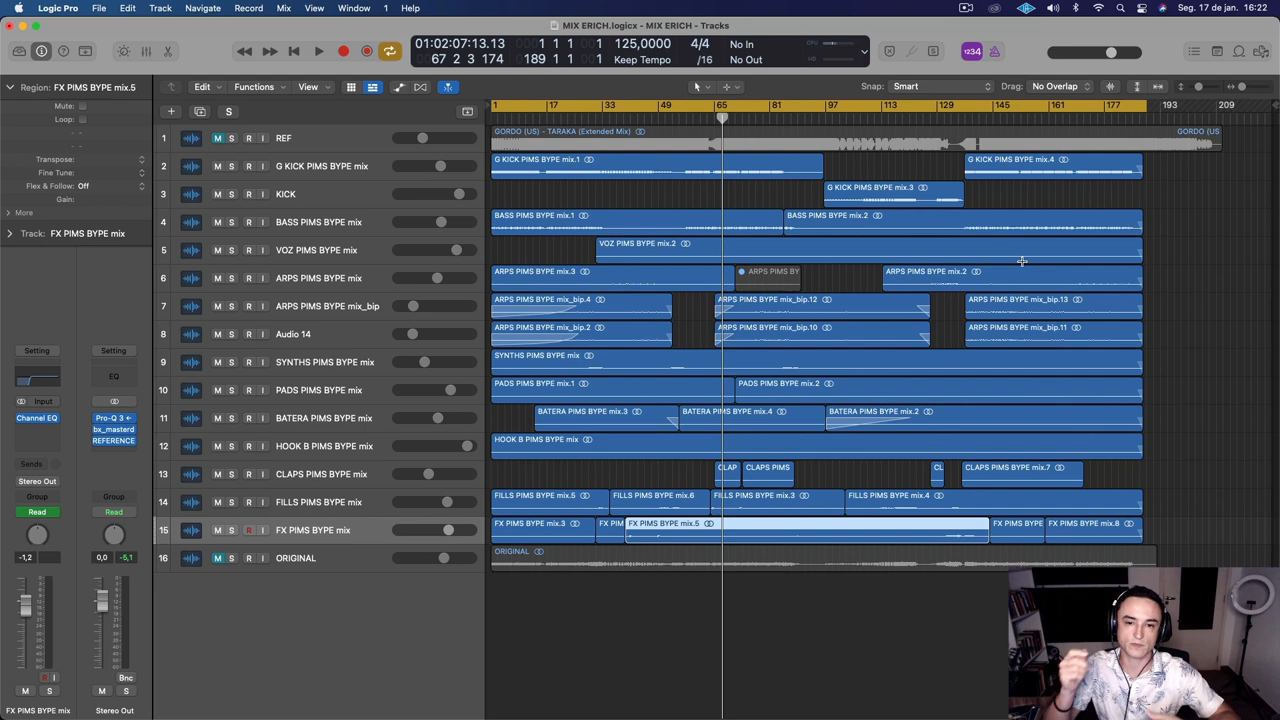 Logic Pro File Edit Track Navigate Record Mix View Window 1 Help Seg. 17 de jan. 16:22
MIX ERICH.logicx - MIX ERICH - Tracks
01:02:07:13.13 001 1 1 001 125,0000 4/4 No In CPU
67 2 3 174 0189 1 1 001 Keep Tempo /16 No Out
1234
Region: FX PIMS BYPE mix.5 Edit Functions View Snap: Smart Drag: No Overlap
Mute:
Loop:
Transpose:
Fine Tune:
Flex & Follow: Off
Gain:
More
Track: FX PIMS BYPE mix
S
1 17 33 49 65 81 97 113 129 145 161 177 193 209
1 M S R I REF
GORDO (US) - TARAKA (Extended Mix) GORDO (US
2 M S R I G KICK PIMS BYPE mix
G KICK PIMS BYPE mix.1 G KICK PIMS BYPE mix.4
3 M S R I KICK
G KICK PIMS BYPE mix.3
4 M S R I BASS PIMS BYPE mix
BASS PIMS BYPE mix.1 BASS PIMS BYPE mix.2
5 M S R I VOZ PIMS BYPE mix
VOZ PIMS BYPE mix.2
6 M S R I ARPS PIMS BYPE mix
ARPS PIMS BYPE mix.3 ARPS PIMS BY ARPS PIMS BYPE mix.2
7 M S R I ARPS PIMS BYPE mix_bip
ARPS PIMS BYPE mix_bip.4 ARPS PIMS BYPE mix_bip.12 ARPS PIMS BYPE mix_bip.13
8 M S R I Audio 14
ARPS PIMS BYPE mix_bip.2 ARPS PIMS BYPE mix_bip.10 ARPS PIMS BYPE mix_bip.11
9 M S R I SYNTHS PIMS BYPE mix
SYNTHS PIMS BYPE mix
10 M S R I PADS PIMS BYPE mix
PADS PIMS BYPE mix.1 PADS PIMS BYPE mix.2
11 M S R I BATERA PIMS BYPE mix
BATERA PIMS BYPE mix.3 BATERA PIMS BYPE mix.4 BATERA PIMS BYPE mix.2
12 M S R I HOOK B PIMS BYPE mix
HOOK B PIMS BYPE mix
13 M S R I CLAPS PIMS BYPE mix
CLAP CLAPS PIMS CL CLAPS PIMS BYPE mix.7
14 M S R I FILLS PIMS BYPE mix
FILLS PIMS BYPE mix.5 FILLS PIMS BYPE mix.6 FILLS PIMS BYPE mix.3 FILLS PIMS BYPE mix.4
15 M S R I FX PIMS BYPE mix
FX PIMS BYPE mix.3 FX PIM FX PIMS BYPE mix.5 FX PIMS BYPE FX PIMS BYPE mix.8
16 M S R I ORIGINAL
ORIGINAL
Setting Setting
EQ
Input
Channel EQ Pro-Q 3
bx_masterd
REFERENCE
Sends
Stereo Out
Group Group
Read Read
-1,2 0,0 -5,1
R I Bnc
M S M S
FX PIMS BYPE mix Stereo Out